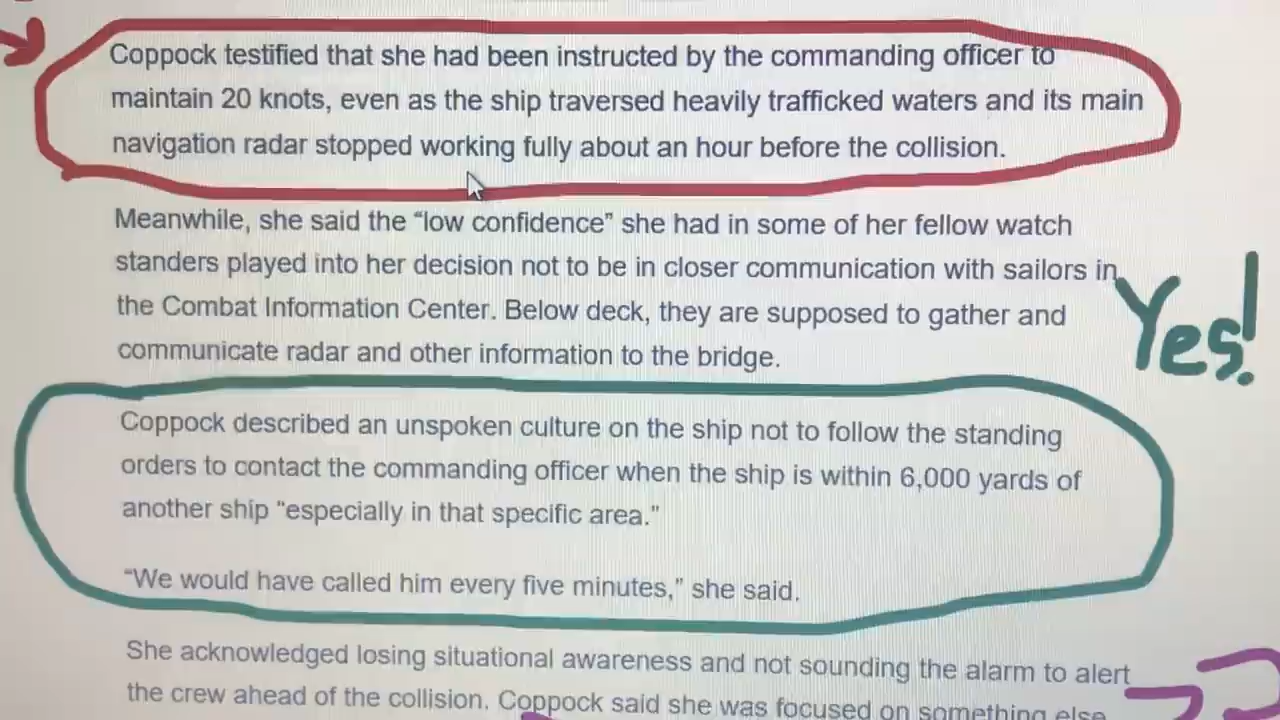 Coppock testified that she had been instructed by the commanding officer to
maintain 20 knots, even as the ship traversed heavily trafficked waters and its main
navigation radar stopped working fully about an hour before the collision.
Meanwhile, she said the “low confidence” she had in some of her fellow watch
standers played into her decision not to be in closer communication with sailors in
the Combat Information Center. Below deck, they are supposed to gather and
communicate radar and other information to the bridge.
Yes!
Coppock described an unspoken culture on the ship not to follow the standing
orders to contact the commanding officer when the ship is within 6,000 yards of
another ship "especially in that specific area."
“We would have called him every five minutes,” she said.
She acknowledged losing situational awareness and not sounding the alarm to alert
the crew ahead of the collision. Coppock said she was focused on something else